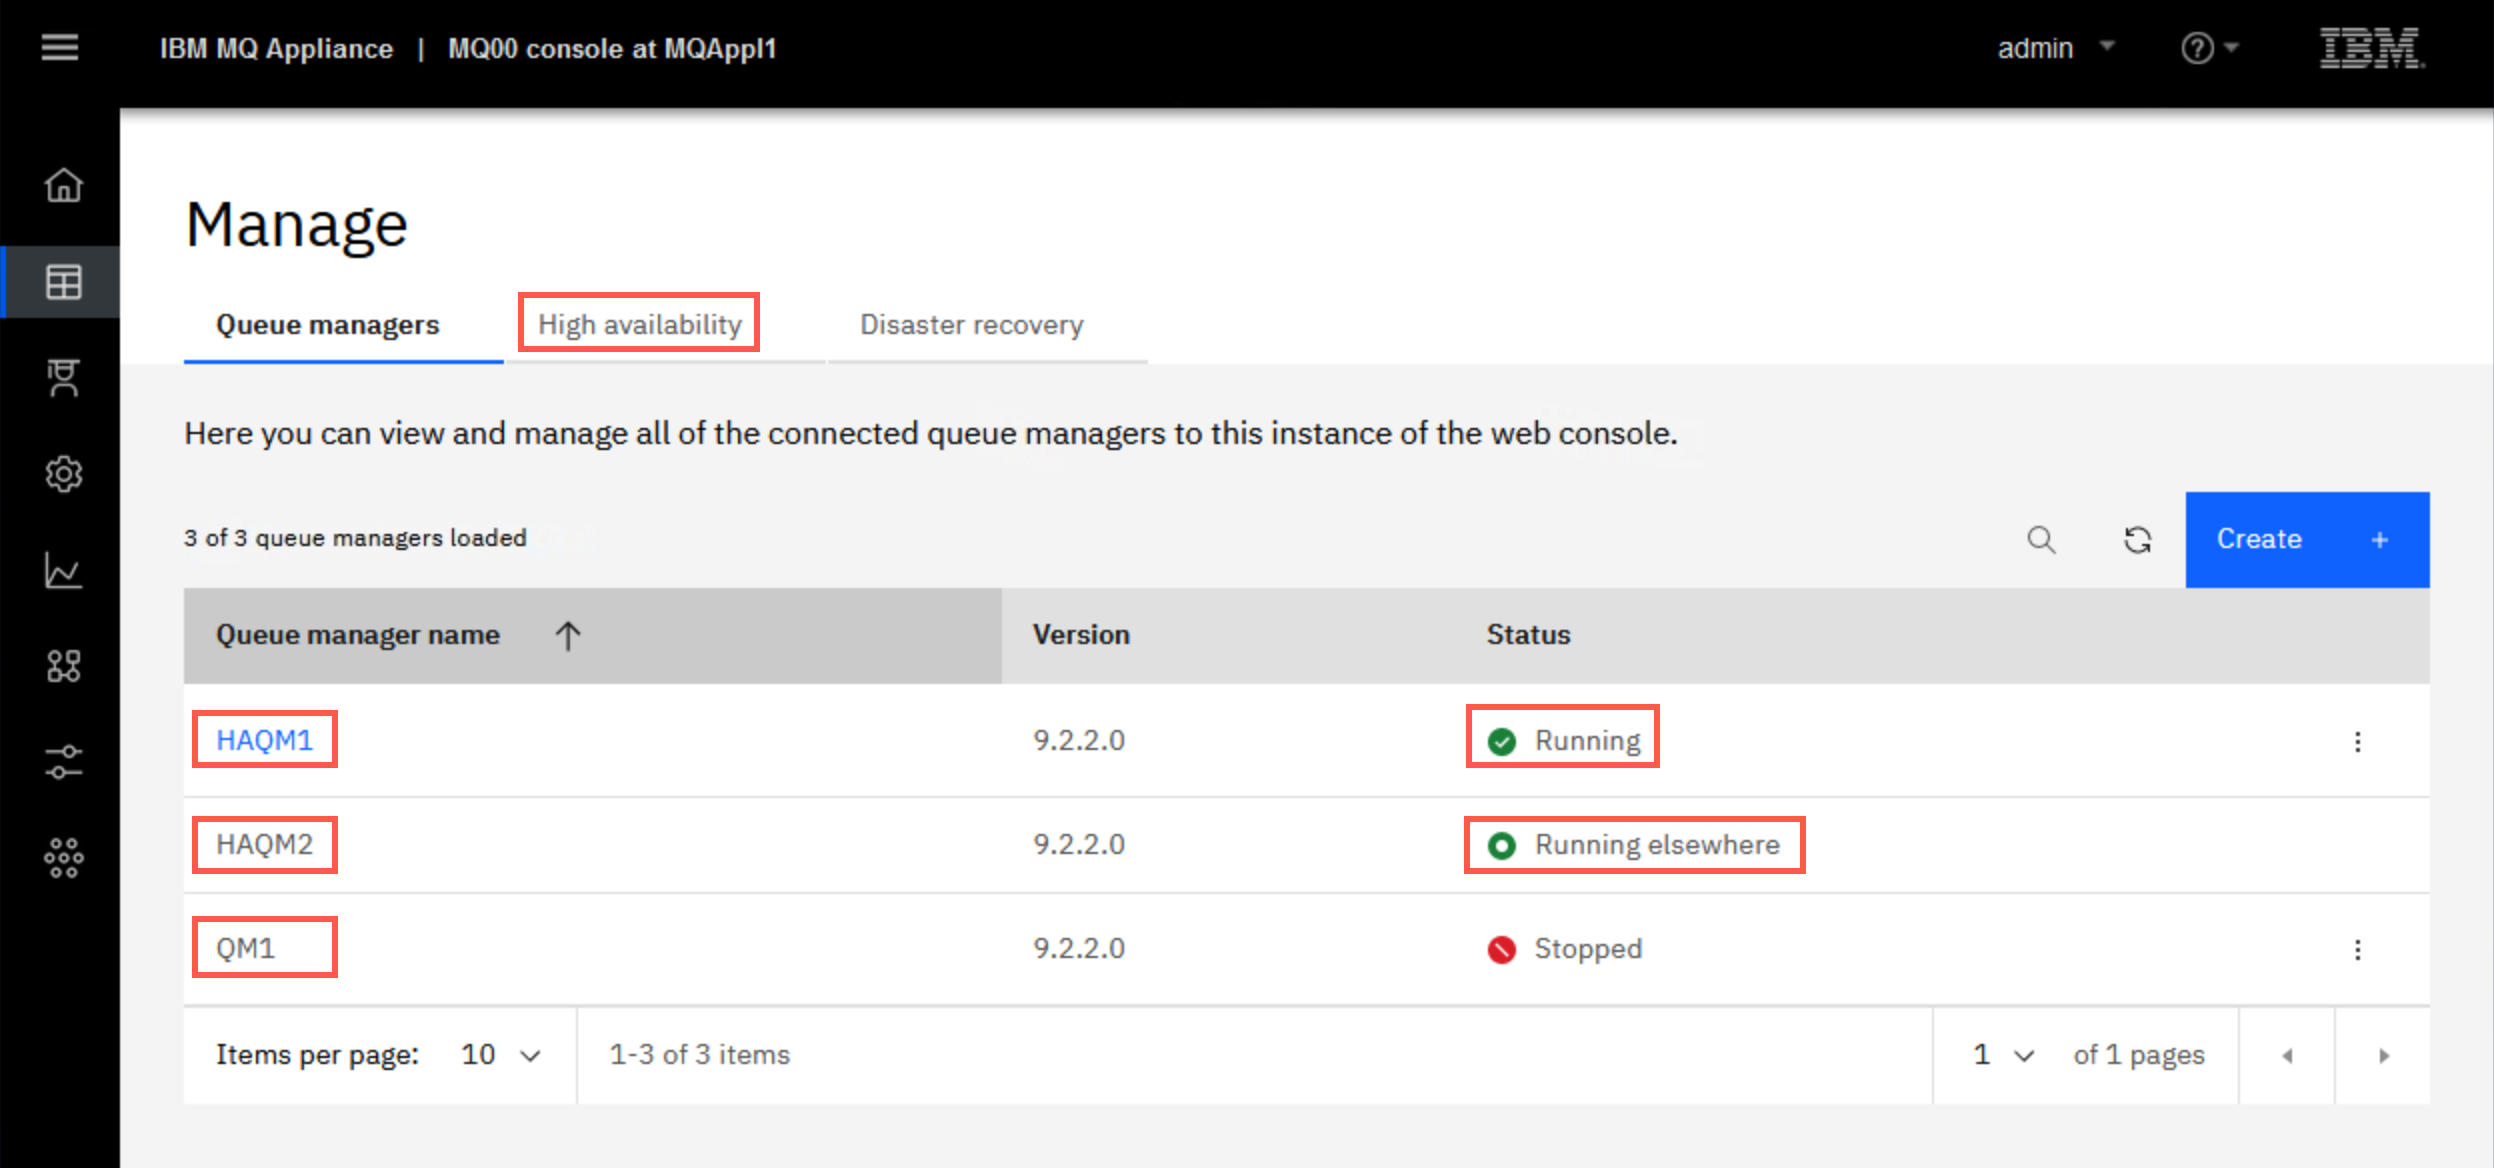 IBM MQ Appliance | MQ00 console at MQAppl1
admin
IBM
Manage
Queue managers
High availability
Disaster recovery
Here you can view and manage all of the connected queue managers to this instance of the web console.
3 of 3 queue managers loaded
Create +
Queue manager name
Version
Status
HAQM1
9.2.2.0
Running
HAQM2
9.2.2.0
Running elsewhere
QM1
9.2.2.0
Stopped
Items per page: 10
1-3 of 3 items
1
of 1 pages